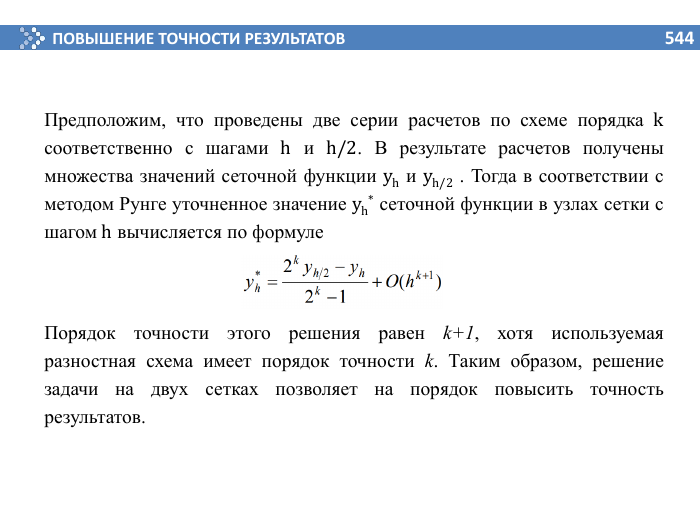 ПОВЫШЕНИЕ ТОЧНОСТИ РЕЗУЛЬТАТОВ 544
Предположим, что проведены две серии расчетов по схеме порядка k
соответственно с шагами h и h/2. В результате расчетов получены
множества значений сеточной функции y_h и y_{h/2} . Тогда в соответствии с
методом Рунге уточненное значение y_h^* сеточной функции в узлах сетки с
шагом h вычисляется по формуле
y_h^* = \frac{2^k y_{h/2} − y_h}{2^k −1} + O(h^{k+1})
Порядок точности этого решения равен k+1, хотя используемая
разностная схема имеет порядок точности k. Таким образом, решение
задачи на двух сетках позволяет на порядок повысить точность
результатов.